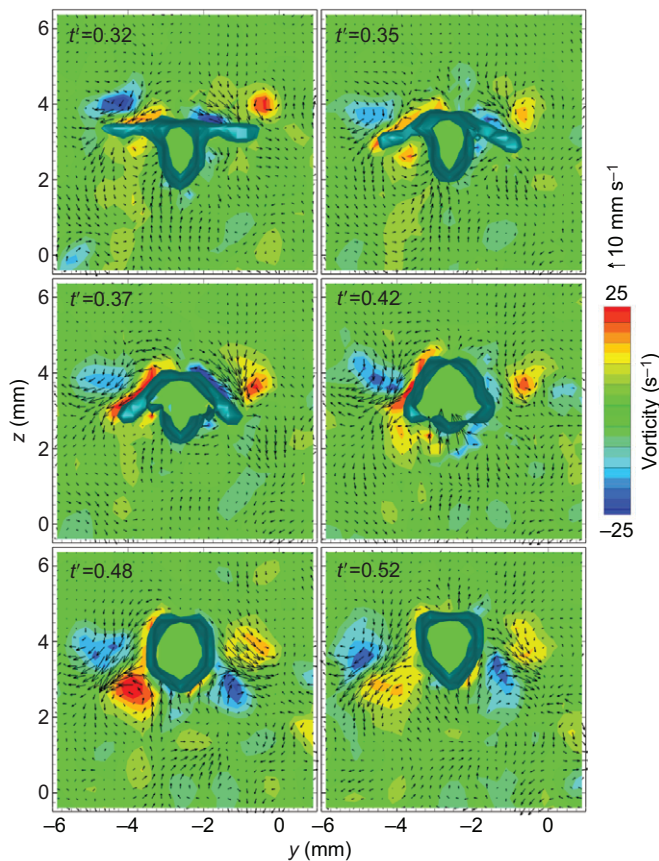 6
t′=0.32
t′=0.35
4
2
0
6
t′=0.37
t′=0.42
4
z (mm)
2
0
6
t′=0.48
t′=0.52
4
2
0
–6 –4 –2 0 –6 –4 –2 0
y (mm)
↑10 mm s⁻¹
25
Vorticity (s⁻¹)
–25